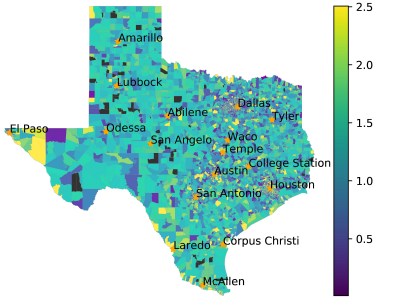 Amarillo
Lubbock
Abilene
Dallas
Tyler
El Paso
Odessa
San Angelo
Waco
Temple
College Station
Austin
Houston
San Antonio
Laredo
Corpus Christi
McAllen
2.5
2.0
1.5
1.0
0.5